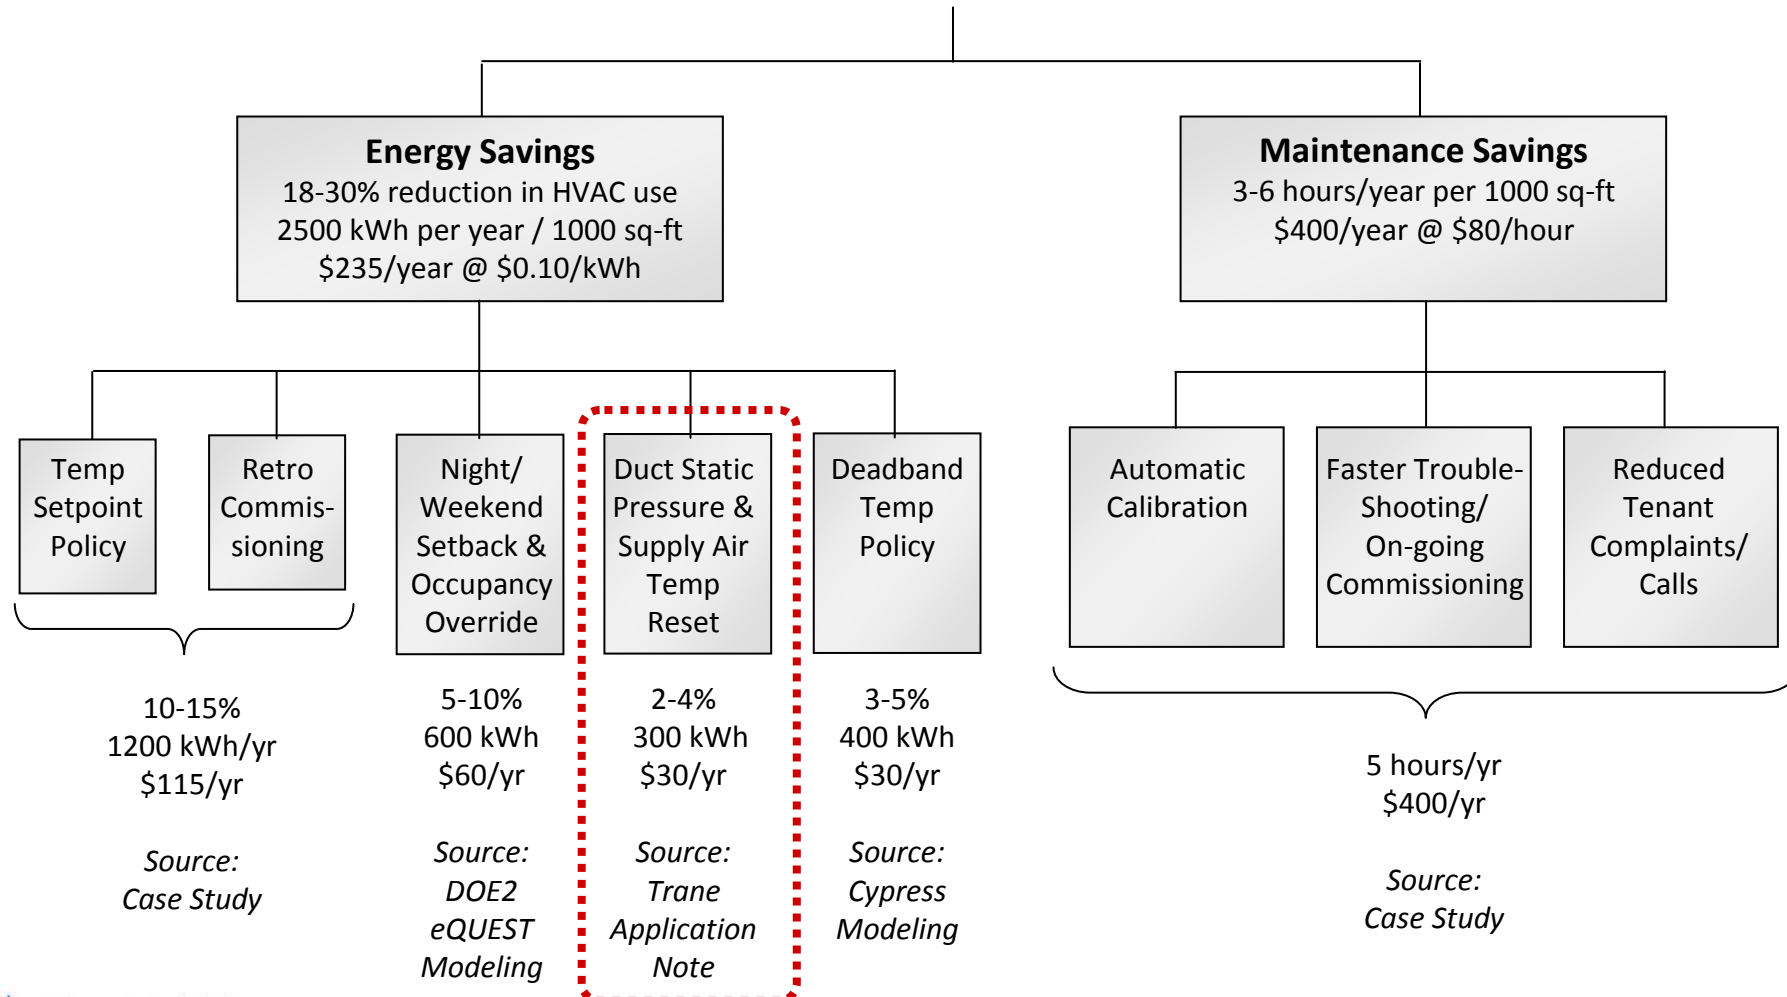 Energy Savings
18-30% reduction in HVAC use
2500 kWh per year / 1000 sq-ft
$235/year @ $0.10/kWh
Maintenance Savings
3-6 hours/year per 1000 sq-ft
$400/year @ $80/hour
Temp
Setpoint
Policy
Retro
Commis-
sioning
Night/
Weekend
Setback &
Occupancy
Override
Duct Static
Pressure &
Supply Air
Temp
Reset
Deadband
Temp
Policy
Automatic
Calibration
Faster Trouble-
Shooting/
On-going
Commissioning
Reduced
Tenant
Complaints/
Calls
10-15%
1200 kWh/yr
$115/yr
Source:
Case Study
5-10%
600 kWh
$60/yr
Source:
DOE2
eQUEST
Modeling
2-4%
300 kWh
$30/yr
Source:
Trane
Application
Note
3-5%
400 kWh
$30/yr
Source:
Cypress
Modeling
5 hours/yr
$400/yr
Source:
Case Study